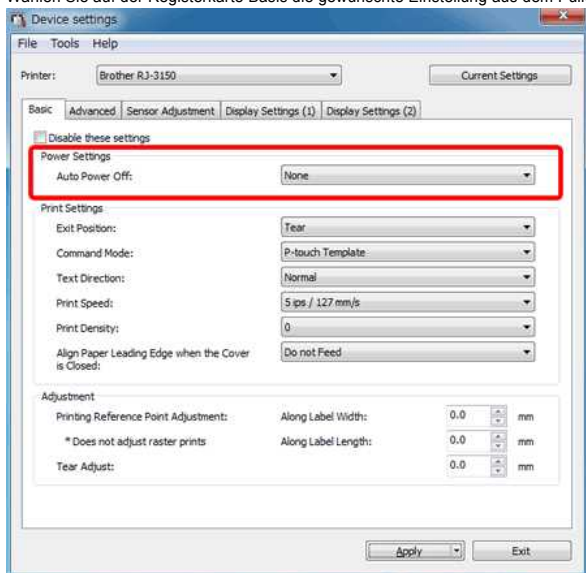 Wählen Sie auf der Registerkarte Basis die gewünschte Einstellung aus dem Pull
Device settings
File Tools Help
Printer: Brother RJ-3150 Current Settings
Basic Advanced Sensor Adjustment Display Settings (1) Display Settings (2)
Disable these settings
Power Settings
Auto Power Off: None
Print Settings
Exit Position: Tear
Command Mode: P-touch Template
Text Direction: Normal
Print Speed: 5 ips / 127 mm/s
Print Density: 0
Align Paper Leading Edge when the Cover Do not Feed
is Closed:
Adjustment
Printing Reference Point Adjustment: Along Label Width: 0.0 mm
* Does not adjust raster prints Along Label Length: 0.0 mm
Tear Adjust: 0.0 mm
Apply Exit